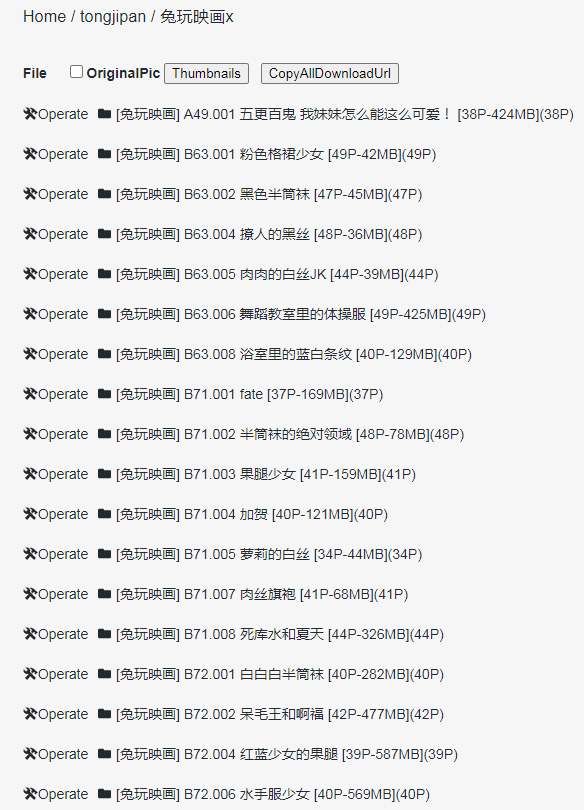 Home / tongjipan / 兔玩映画x
File OriginalPic Thumbnails CopyAllDownloadUrl
Operate [兔玩映画] A49.001 五更百鬼 我妹妹怎么能这么可爱！ [38P-424MB](38P)
Operate [兔玩映画] B63.001 粉色格裙少女 [49P-42MB](49P)
Operate [兔玩映画] B63.002 黑色半筒袜 [47P-45MB](47P)
Operate [兔玩映画] B63.004 撩人的黑丝 [48P-36MB](48P)
Operate [兔玩映画] B63.005 肉肉的白丝JK [44P-39MB](44P)
Operate [兔玩映画] B63.006 舞蹈教室里的体操服 [49P-425MB](49P)
Operate [兔玩映画] B63.008 浴室里的蓝白条纹 [40P-129MB](40P)
Operate [兔玩映画] B71.001 fate [37P-169MB](37P)
Operate [兔玩映画] B71.002 半筒袜的绝对领域 [48P-78MB](48P)
Operate [兔玩映画] B71.003 果腿少女 [41P-159MB](41P)
Operate [兔玩映画] B71.004 加贺 [40P-121MB](40P)
Operate [兔玩映画] B71.005 萝莉的白丝 [34P-44MB](34P)
Operate [兔玩映画] B71.007 肉丝旗袍 [41P-68MB](41P)
Operate [兔玩映画] B71.008 死库水和夏天 [44P-326MB](44P)
Operate [兔玩映画] B72.001 白白白半筒袜 [40P-282MB](40P)
Operate [兔玩映画] B72.002 呆毛王和啊福 [42P-477MB](42P)
Operate [兔玩映画] B72.004 红蓝少女的果腿 [39P-587MB](39P)
Operate [兔玩映画] B72.006 水手服少女 [40P-569MB](40P)